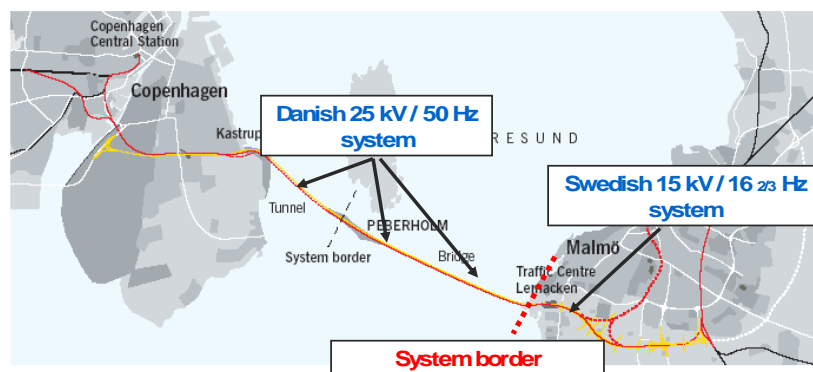 Copenhagen
Central Station
Copenhagen
Kastrup
Danish 25 kV / 50 Hz
system
RESUND
Swedish 15 kV / 16 2/3 Hz
system
Tunnel
PEBERHOLM
System border
Bridge
Malmö
Traffic Centre
Lernacken
System border